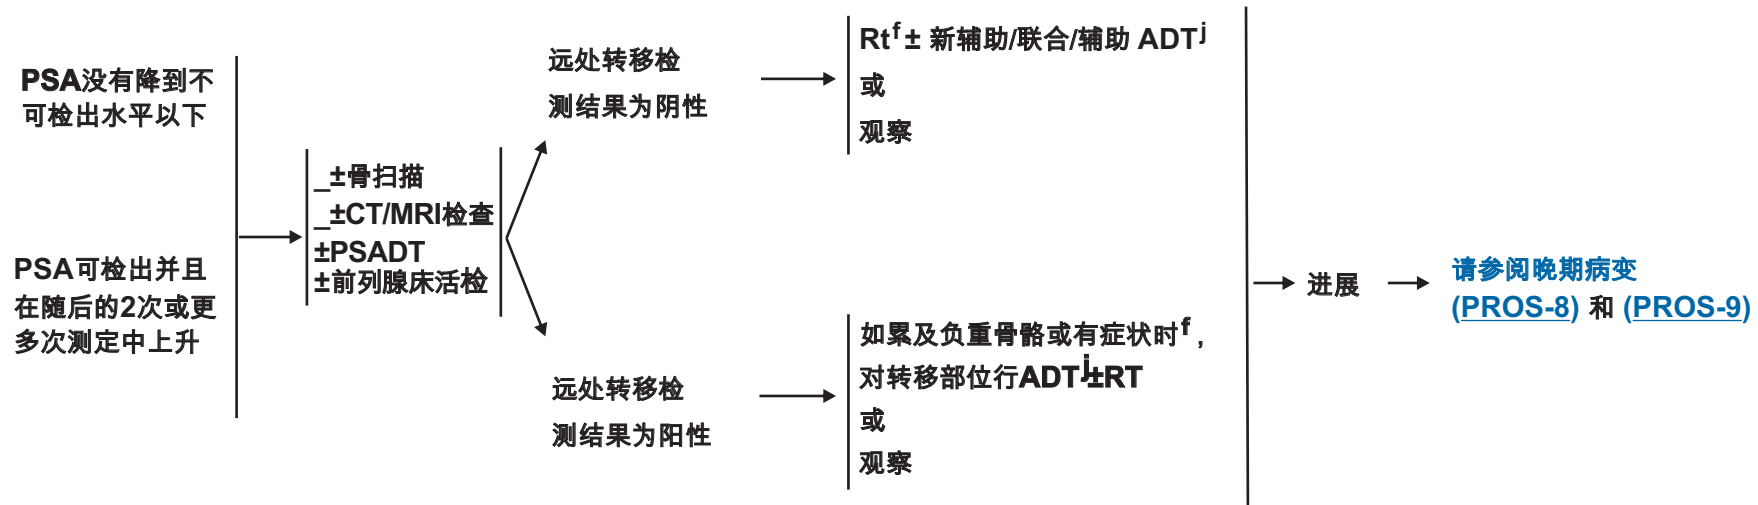 PSA没有降到不
可检出水平以下
PSA可检出并且
在随后的2次或更
多次测定中上升
_±骨扫描
_±CT/MRI检查
±PSADT
±前列腺床活检
远处转移检
测结果为阴性
Rtᶠ ± 新辅助/联合/辅助 ADTʲ
或
观察
远处转移检
测结果为阳性
如累及负重骨骼或有症状时ᶠ,
对转移部位行ADTʲ±RT
或
观察
进展
请参阅晚期病变
(PROS-8) 和 (PROS-9)